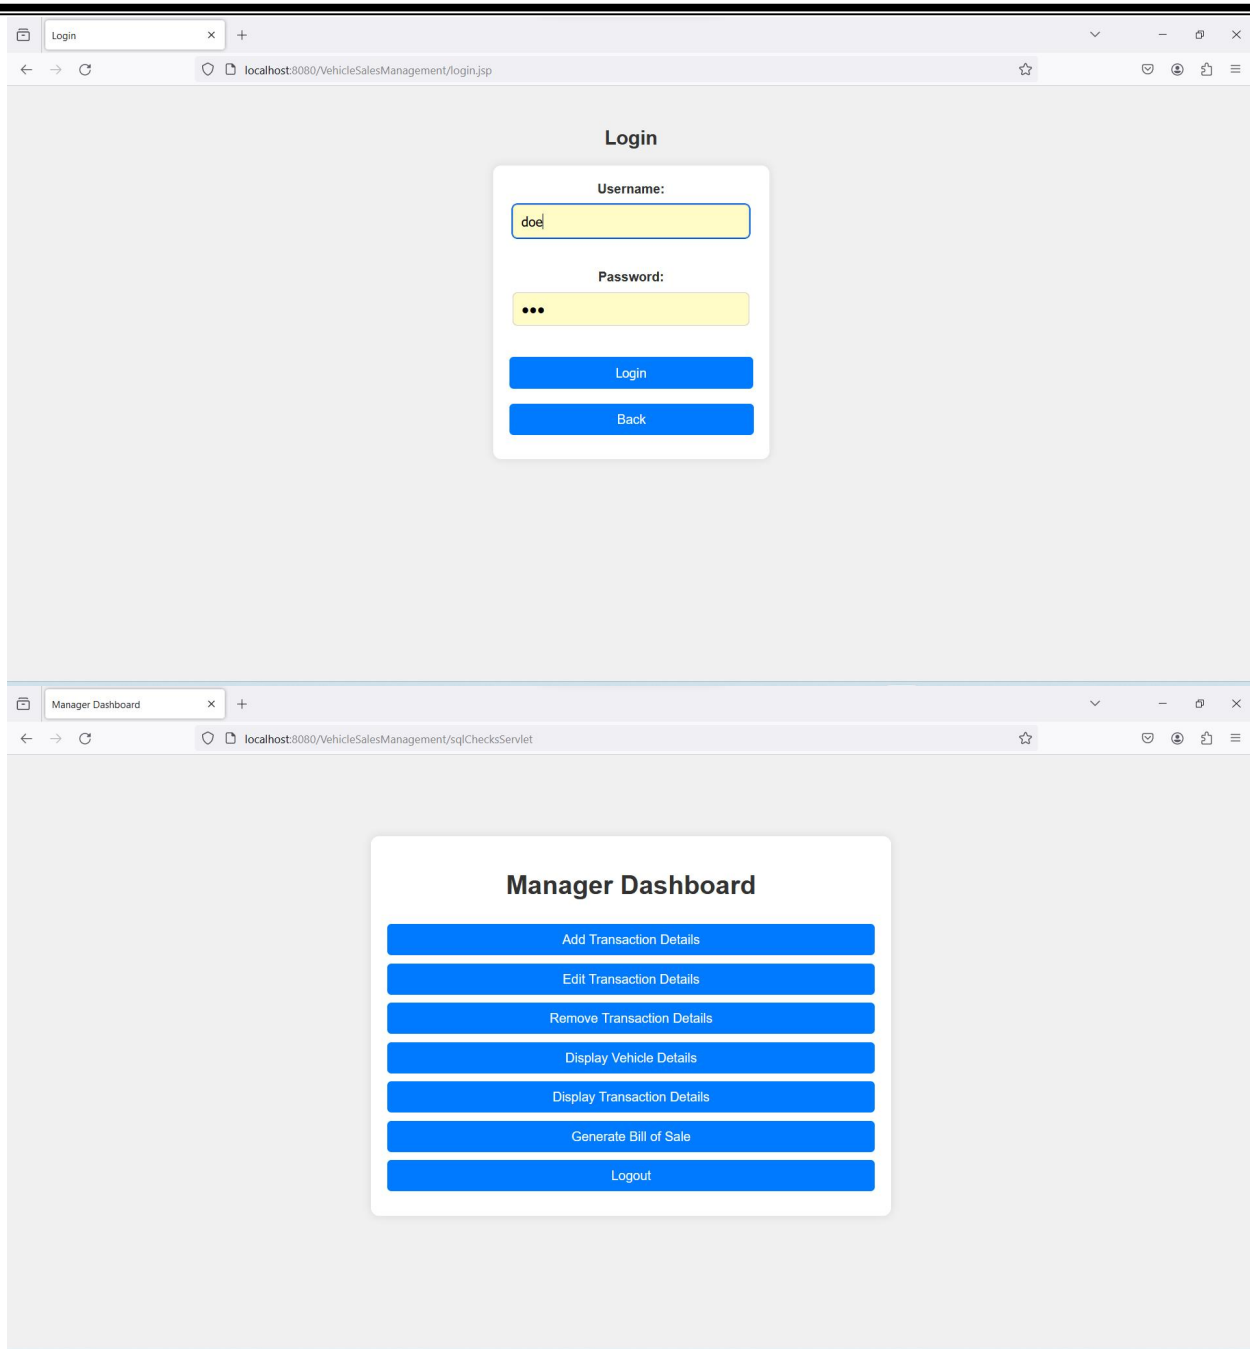 Login
localhost:8080/VehicleSalesManagement/login.jsp
Login
Username:
doe
Password:
●●●
Login
Back
Manager Dashboard
localhost:8080/VehicleSalesManagement/sqlChecksServlet
Manager Dashboard
Add Transaction Details
Edit Transaction Details
Remove Transaction Details
Display Vehicle Details
Display Transaction Details
Generate Bill of Sale
Logout